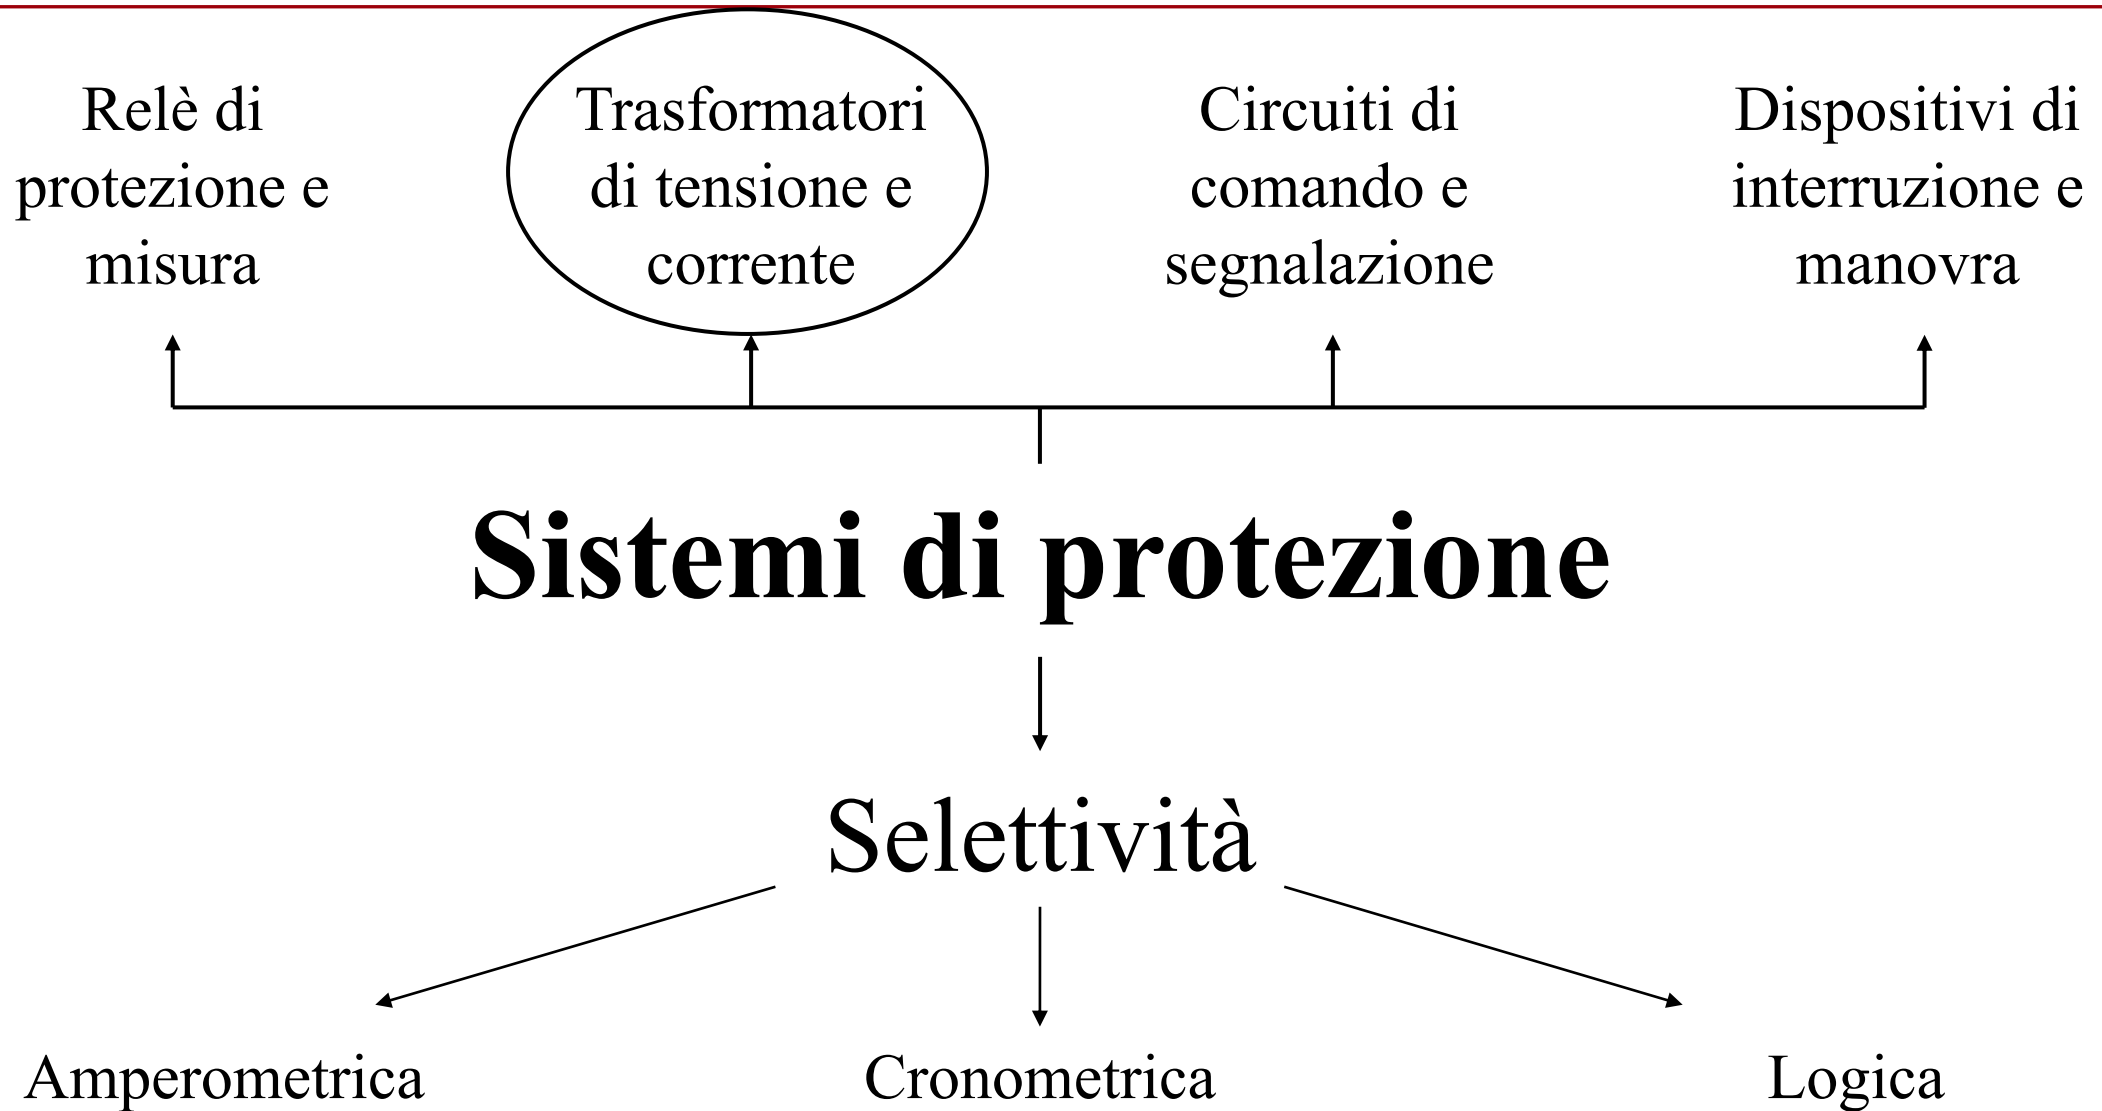 Relè di
protezione e
misura
Trasformatori
di tensione e
corrente
Circuiti di
comando e
segnalazione
Dispositivi di
interruzione e
manovra
Sistemi di protezione
Selettività
Amperometrica
Cronometrica
Logica